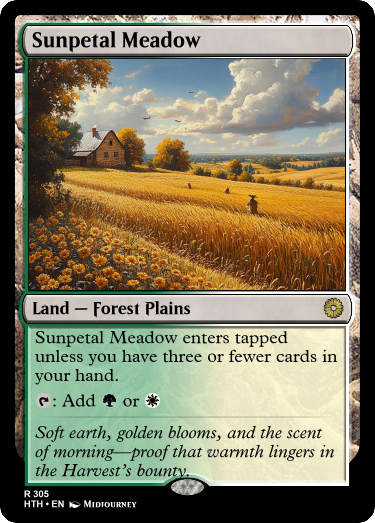 Sunpetal Meadow
Land — Forest Plains
Sunpetal Meadow enters tapped
unless you have three or fewer cards in
your hand.
: Add or
Soft earth, golden blooms, and the scent
of morning—proof that warmth lingers in
the Harvest's bounty.
R 305
HTH • EN Midjourney